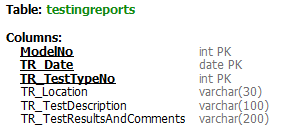 Table: testingreports
Columns:
ModelNo int PK
TR_Date date PK
TR_TestTypeNo int PK
TR_Location varchar(30)
TR_TestDescription varchar(100)
TR_TestResultsAndComments varchar(200)